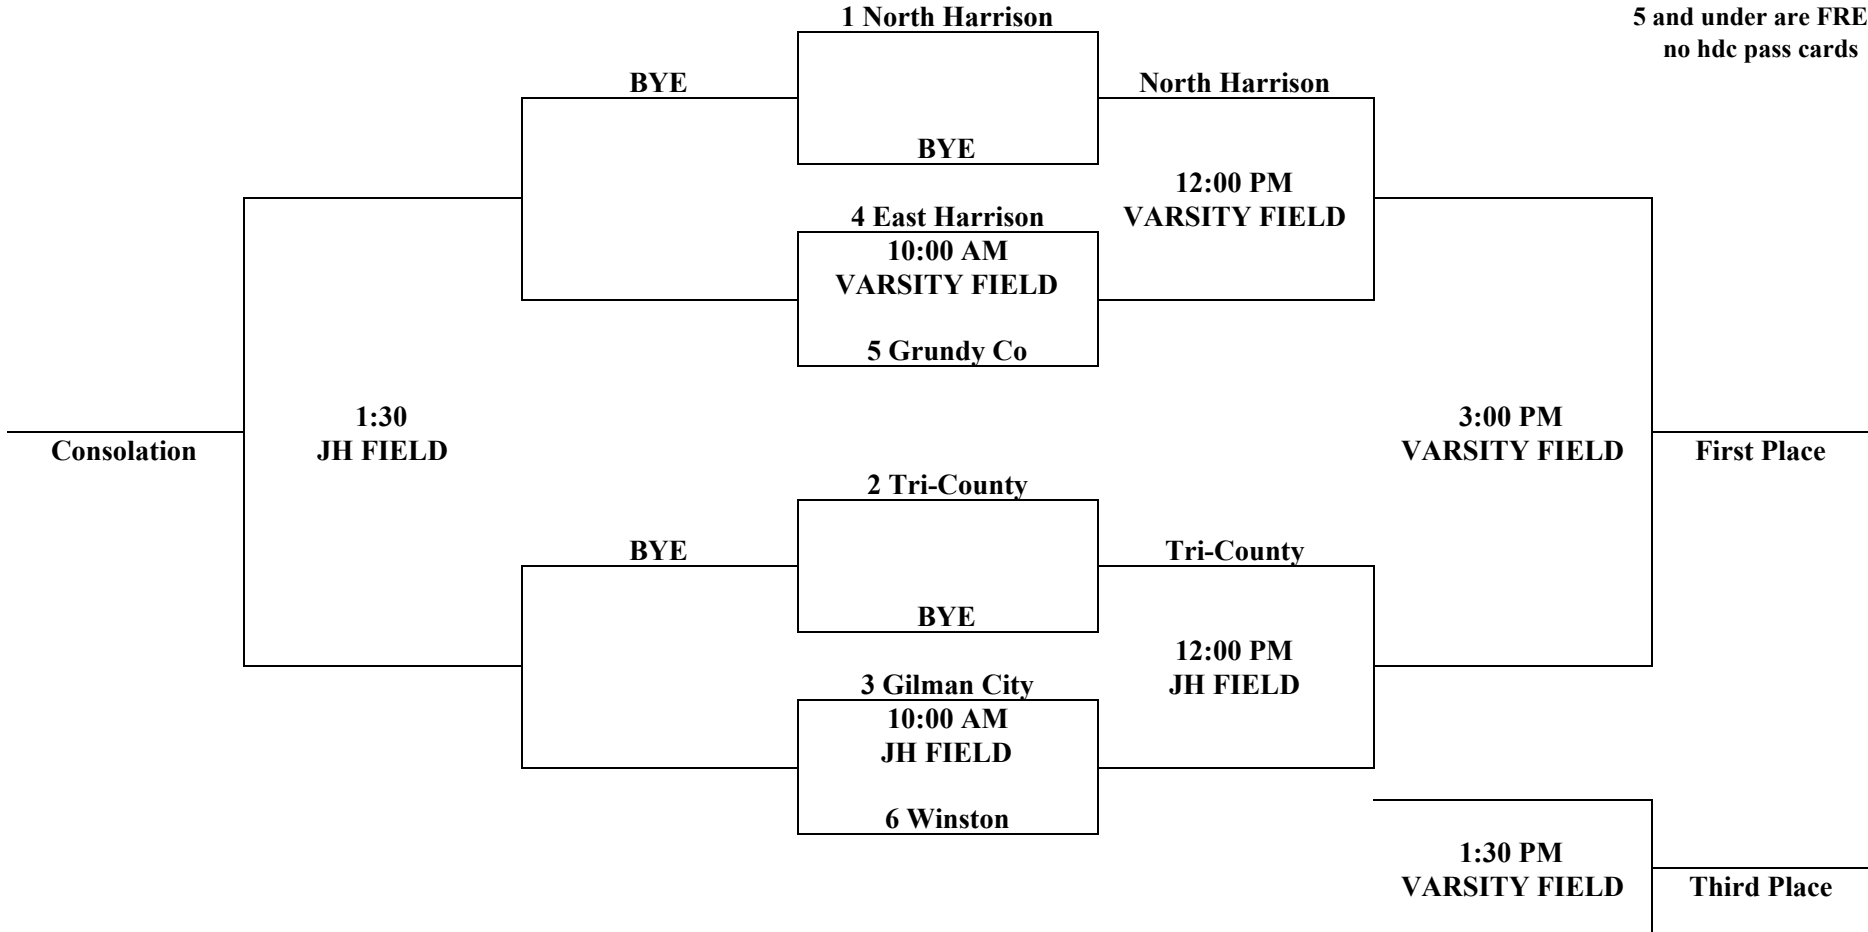 1 North Harrison
5 and under are FRE
no hdc pass cards
BYE
North Harrison
BYE
12:00 PM
VARSITY FIELD
4 East Harrison
10:00 AM
VARSITY FIELD
5 Grundy Co
1:30
JH FIELD
3:00 PM
VARSITY FIELD
Consolation
First Place
2 Tri-County
BYE
Tri-County
BYE
12:00 PM
JH FIELD
3 Gilman City
10:00 AM
JH FIELD
6 Winston
1:30 PM
VARSITY FIELD
Third Place